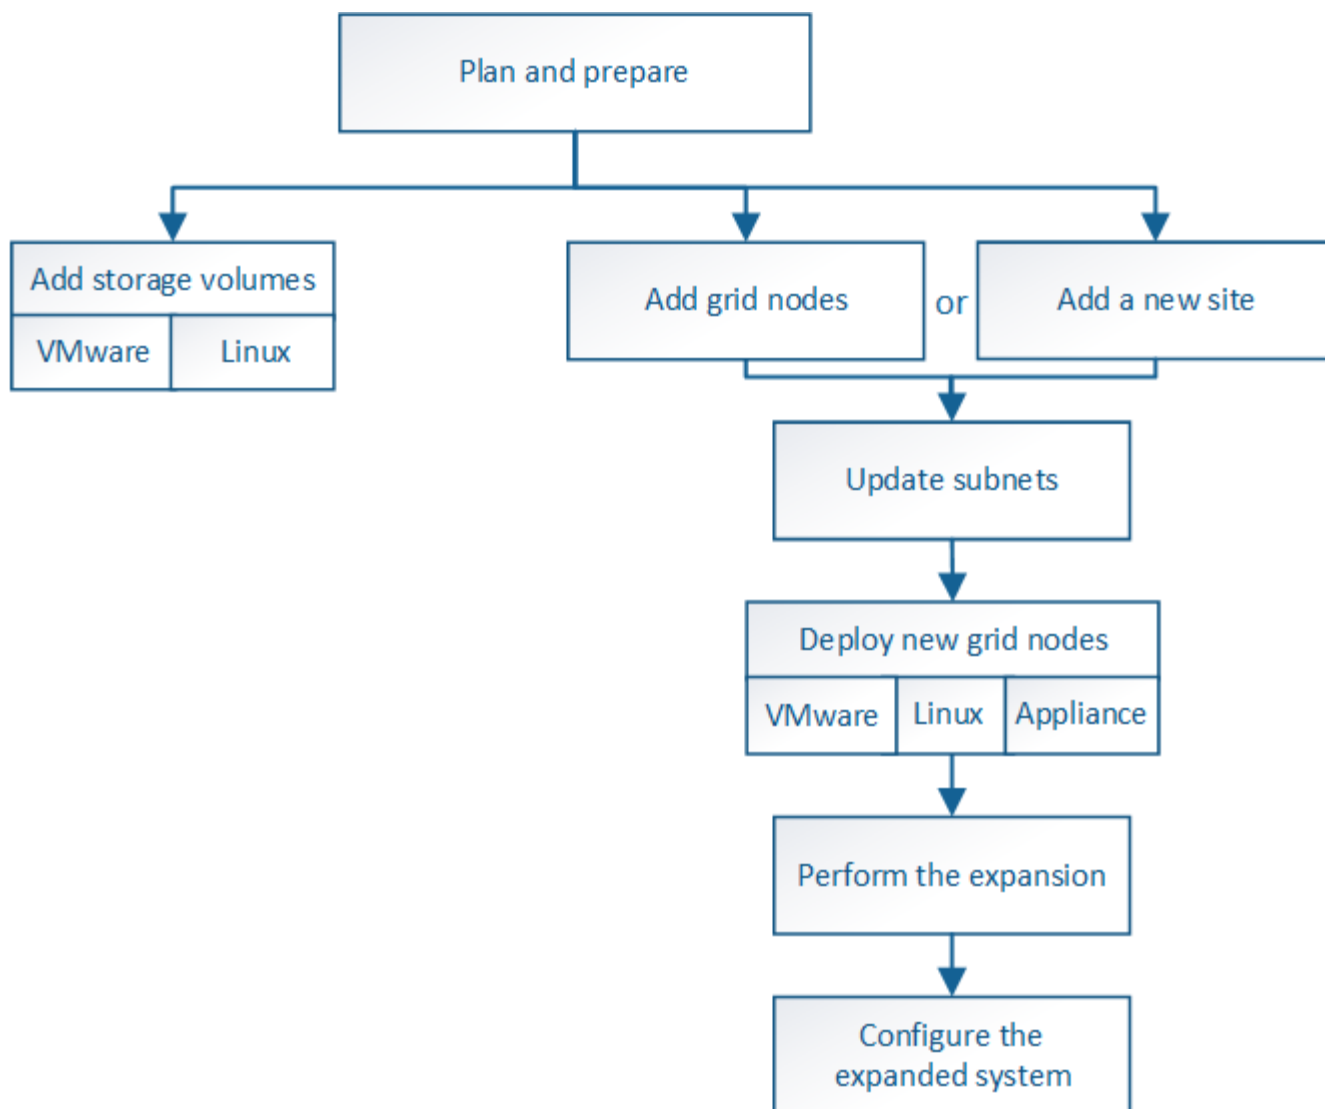 Plan and prepare
Add storage volumes
VMware
Linux
Add grid nodes
or
Add a new site
Update subnets
Deploy new grid nodes
VMware
Linux
Appliance
Perform the expansion
Configure the
expanded system